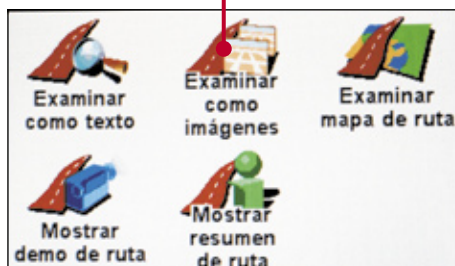 Examinar
como texto
Examinar
como
imágenes
Examinar
mapa de ruta
Mostrar
demo de ruta
Mostrar
resumen
de ruta